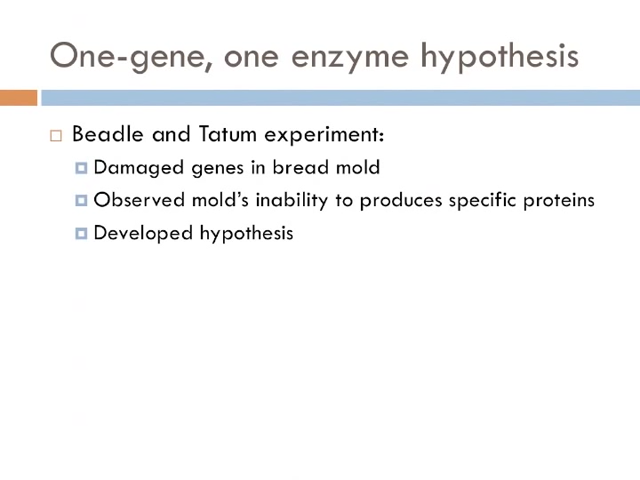 One-gene, one enzyme hypothesis
Beadle and Tatum experiment:
Damaged genes in bread mold
Observed mold's inability to produces specific proteins
Developed hypothesis